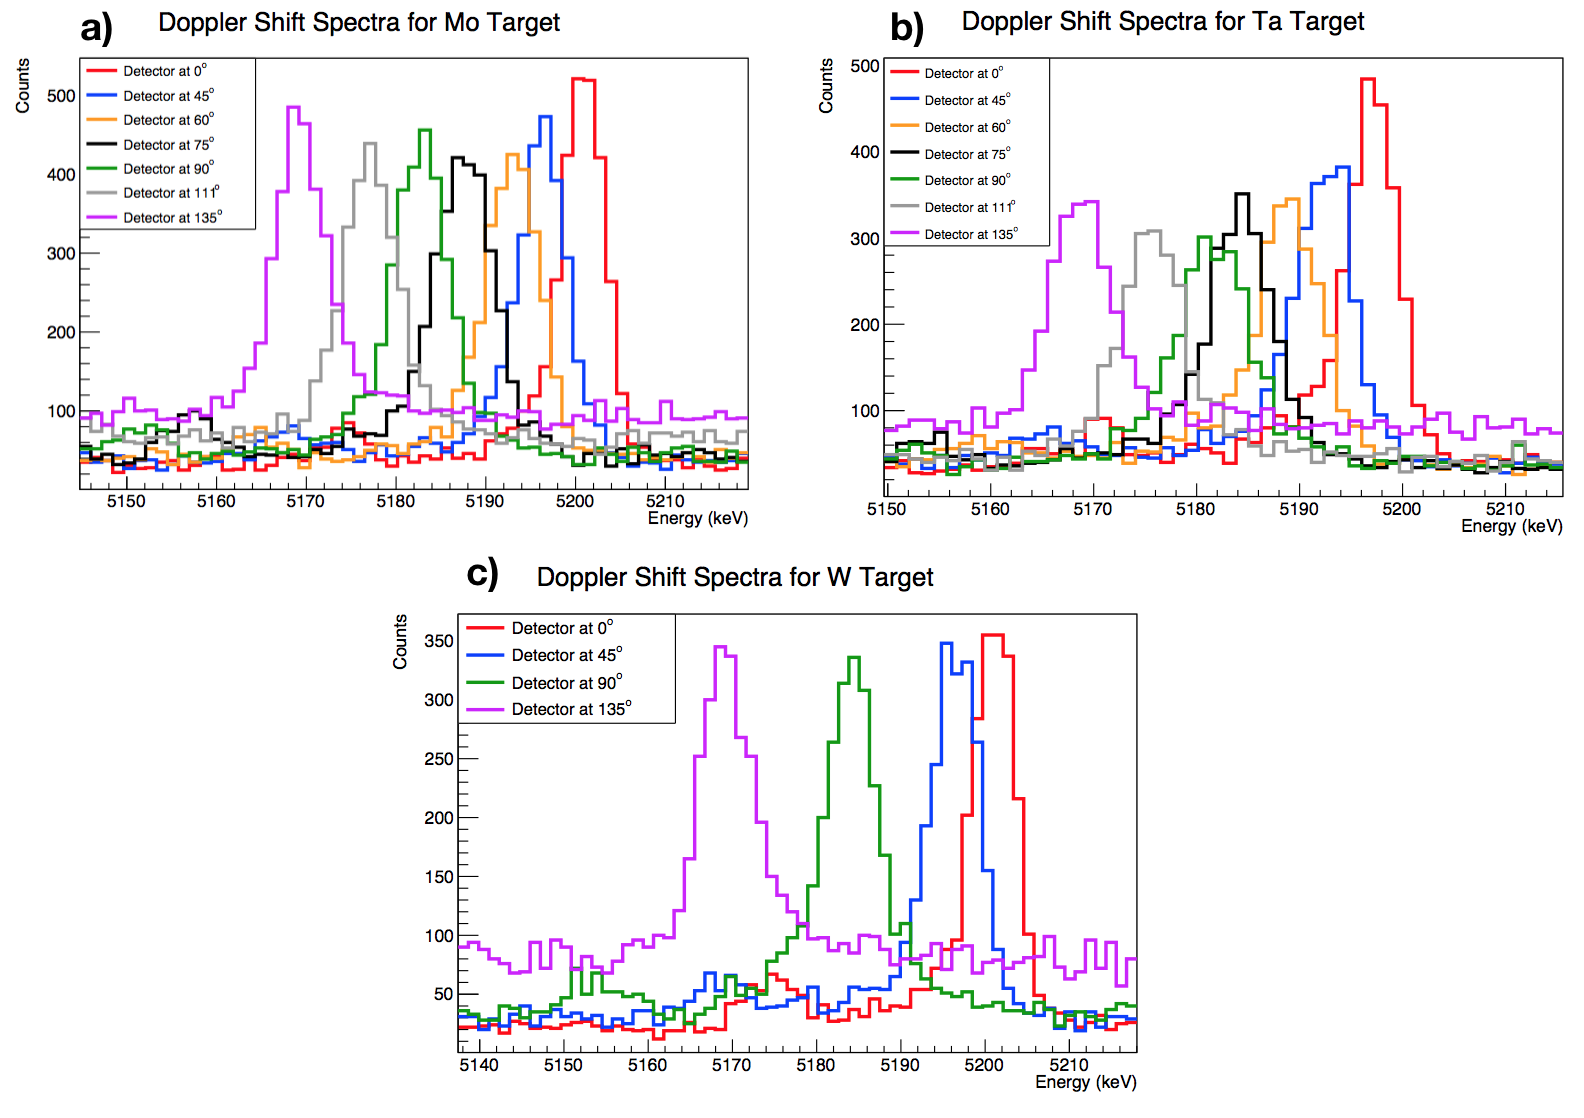 a)
Doppler Shift Spectra for Mo Target
Counts
Detector at 0°
Detector at 45°
Detector at 60°
Detector at 75°
Detector at 90°
Detector at 111°
Detector at 135°
500
400
300
200
100
5150 5160 5170 5180 5190 5200 5210
Energy (keV)
b)
Doppler Shift Spectra for Ta Target
Counts
Detector at 0°
Detector at 45°
Detector at 60°
Detector at 75°
Detector at 90°
Detector at 111°
Detector at 135°
500
400
300
200
100
5150 5160 5170 5180 5190 5200 5210
Energy (keV)
c)
Doppler Shift Spectra for W Target
Counts
Detector at 0°
Detector at 45°
Detector at 90°
Detector at 135°
350
300
250
200
150
100
50
5140 5150 5160 5170 5180 5190 5200 5210
Energy (keV)